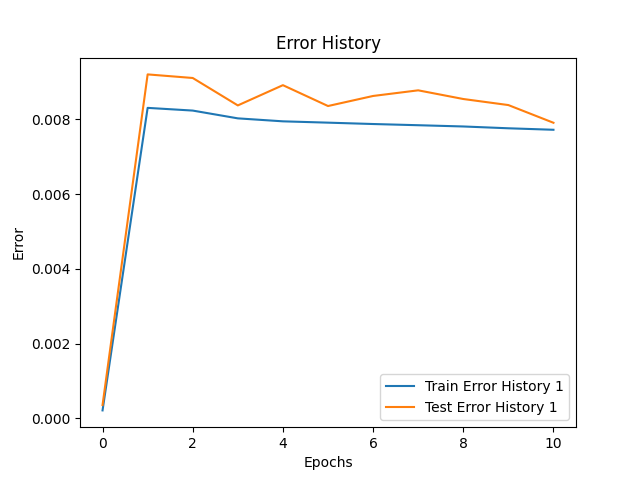 Error History
Error
0.008
0.006
0.004
0.002
0.000
0
2
4
6
8
10
Epochs
Train Error History 1
Test Error History 1